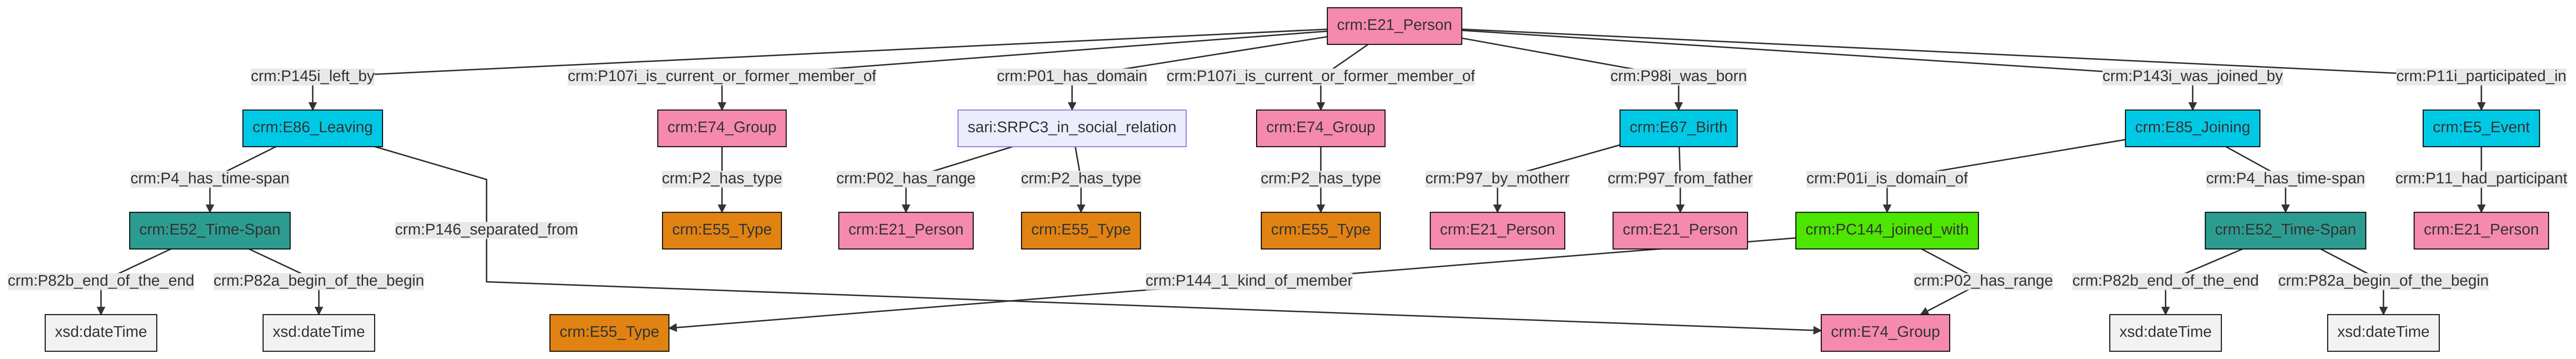 crm:E21_Person
crm:P145i_left_by
crm:P107i_is_current_or_former_member_of
crm:P01_has_domain
crm:P107i_is_current_or_former_member_of
crm:P98i_was_born
crm:P143i_was_joined_by
crm:P11i_participated_in
crm:E86_Leaving
crm:E74_Group
sari:SRPC3_in_social_relation
crm:E74_Group
crm:E67_Birth
crm:E85_Joining
crm:E5_Event
crm:P4_has_time-span
crm:P2_has_type
crm:P02_has_range
crm:P2_has_type
crm:P2_has_type
crm:P97_by_motherr
crm:P97_from_father
crm:P01i_is_domain_of
crm:P4_has_time-span
crm:P11_had_participant
crm:E52_Time-Span
crm:P146_separated_from
crm:E55_Type
crm:E21_Person
crm:E55_Type
crm:E55_Type
crm:E21_Person
crm:E21_Person
crm:PC144_joined_with
crm:E52_Time-Span
crm:E21_Person
crm:P82b_end_of_the_end
crm:P82a_begin_of_the_begin
crm:P144_1_kind_of_member
crm:P02_has_range
crm:P82b_end_of_the_end
crm:P82a_begin_of_the_begin
xsd:dateTime
xsd:dateTime
crm:E55_Type
crm:E74_Group
xsd:dateTime
xsd:dateTime